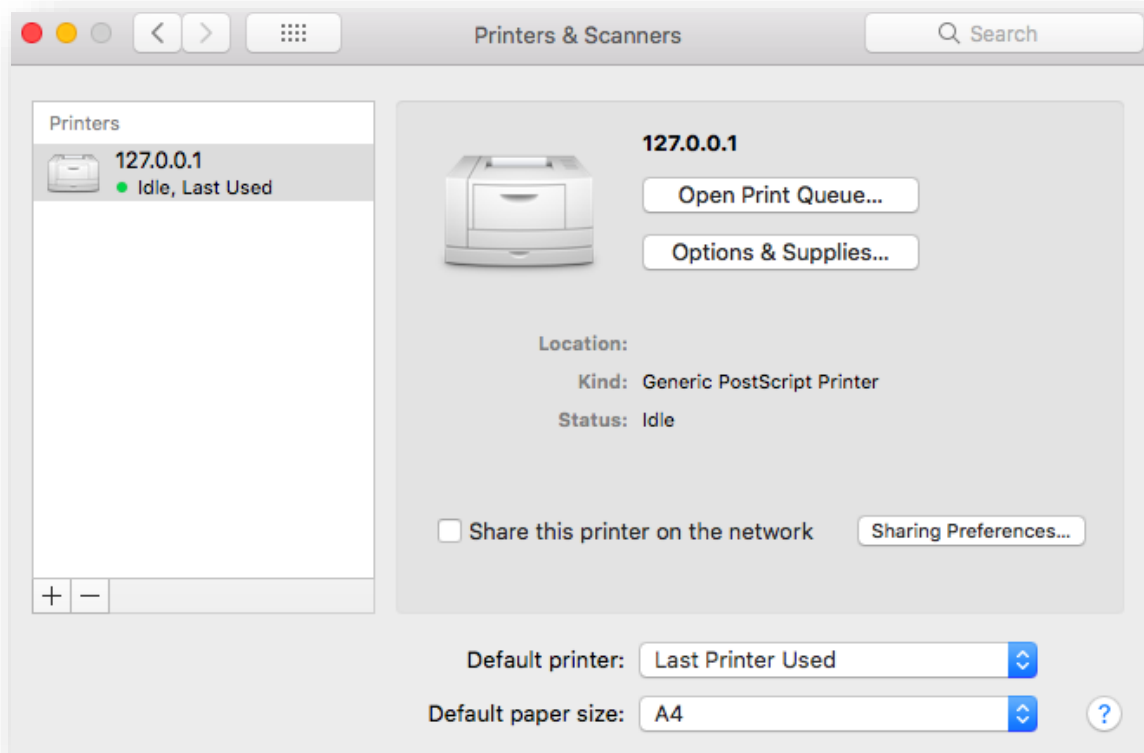 Printers & Scanners
Search
Printers
127.0.0.1
Idle, Last Used
127.0.0.1
Open Print Queue...
Options & Supplies...
Location:
Kind: Generic PostScript Printer
Status: Idle
Share this printer on the network
Sharing Preferences...
+ −
Default printer: Last Printer Used
Default paper size: A4
?